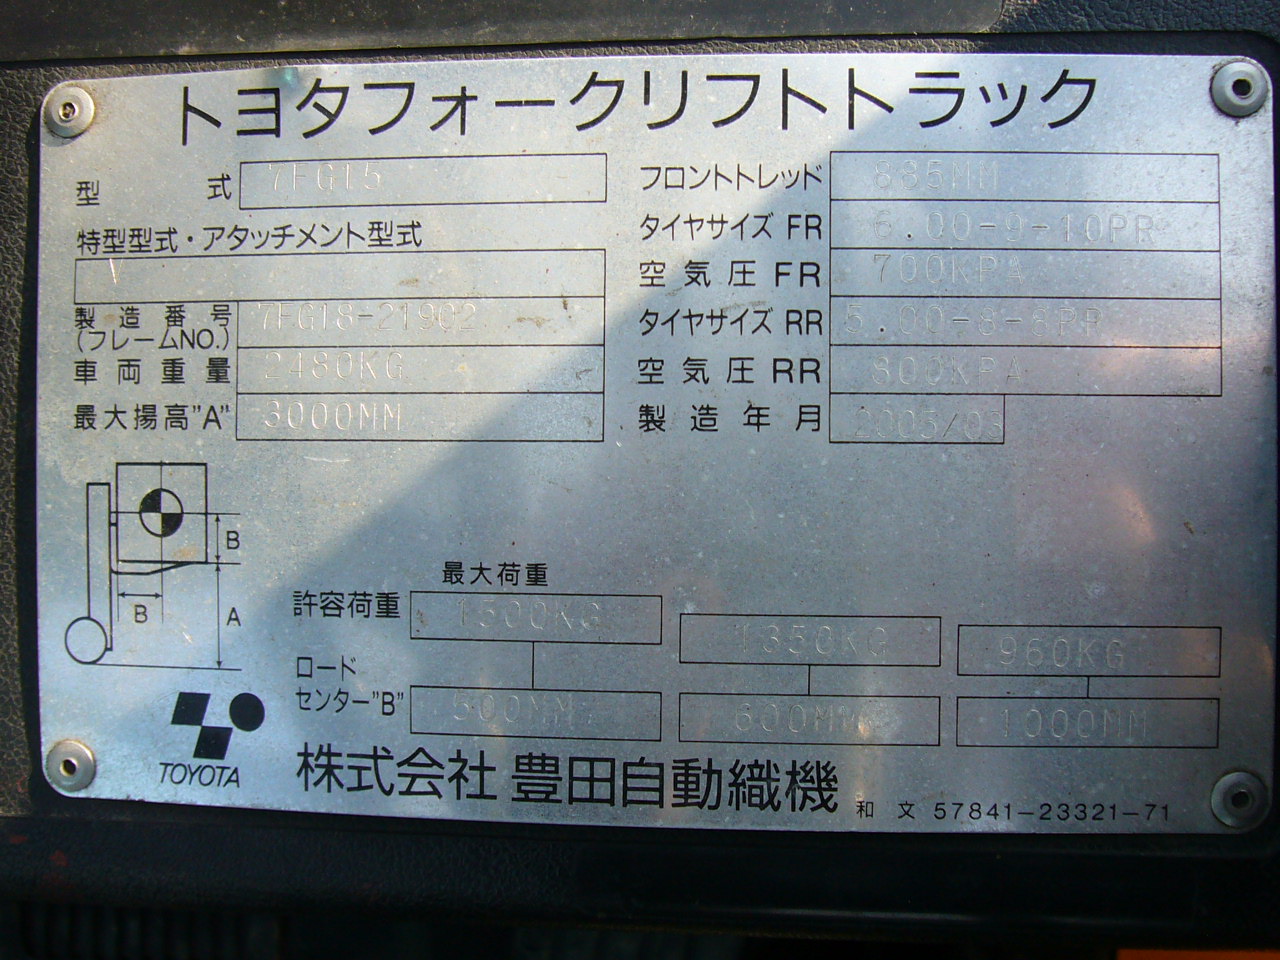 トヨタフォークリフトトラック
型式 7FG15
特型型式・アタッチメント型式
V
製造番号 (フレームNO.) 7FG18-21902
車両重量 2480KG
最大揚高"A" 3000MM
フロントトレッド 885MM
タイヤサイズ FR 6.00-9-10PR
空気圧 FR 700KPA
タイヤサイズ RR 5.00-8-8PR
空気圧 RR 800KPA
製造年月 2003/03
B
B
A
最大荷重
許容荷重 1500KG 1350KG 960KG
ロードセンター"B" 500MM 600MM 1000MM
TOYOTA
株式会社 豊田自動織機
和文 57841-23321-71